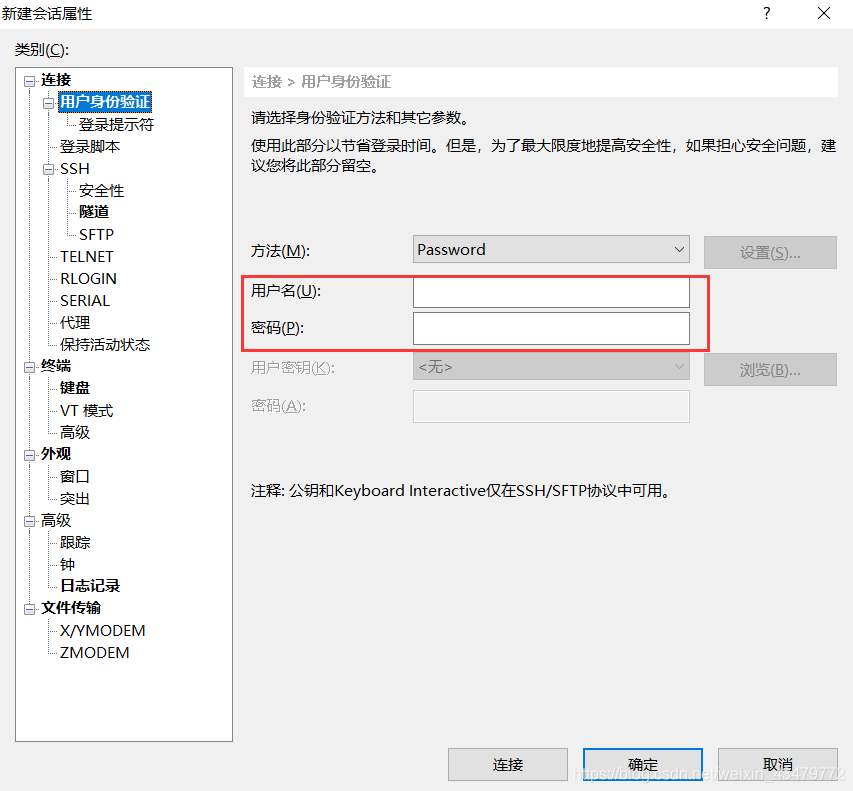 新建会话属性
?
类别(C):
连接
用户身份验证
登录提示符
登录脚本
SSH
安全性
隧道
SFTP
TELNET
RLOGIN
SERIAL
代理
保持活动状态
终端
键盘
VT 模式
高级
外观
窗口
突出
高级
跟踪
钟
日志记录
文件传输
X/YMODEM
ZMODEM
连接 > 用户身份验证
请选择身份验证方法和其它参数。
使用此部分以节省登录时间。但是，为了最大限度地提高安全性，如果担心安全问题，建
议您将此部分留空。
方法(M):
Password
设置(S)...
用户名(U):
密码(P):
用户密钥(K):
<无>
浏览(B)...
密码(A):
注释: 公钥和Keyboard Interactive仅在SSH/SFTP协议中可用。
连接
确定
取消
https://blog.csdn.net/weixin_43479772